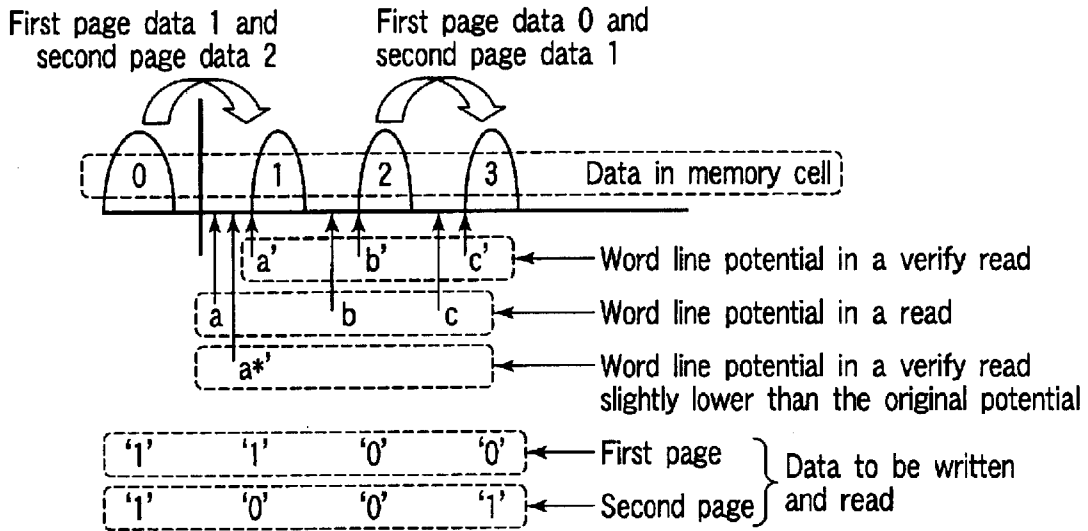 First page data 1 and
second page data 2
First page data 0 and
second page data 1
0 1 2 3 Data in memory cell
a' b' c' Word line potential in a verify read
a b c Word line potential in a read
a*' Word line potential in a verify read
slightly lower than the original potential
‘1’ ‘1’ ‘0’ ‘0’ First page
‘1’ ‘0’ ‘0’ ‘1’ Second page
Data to be written
and read